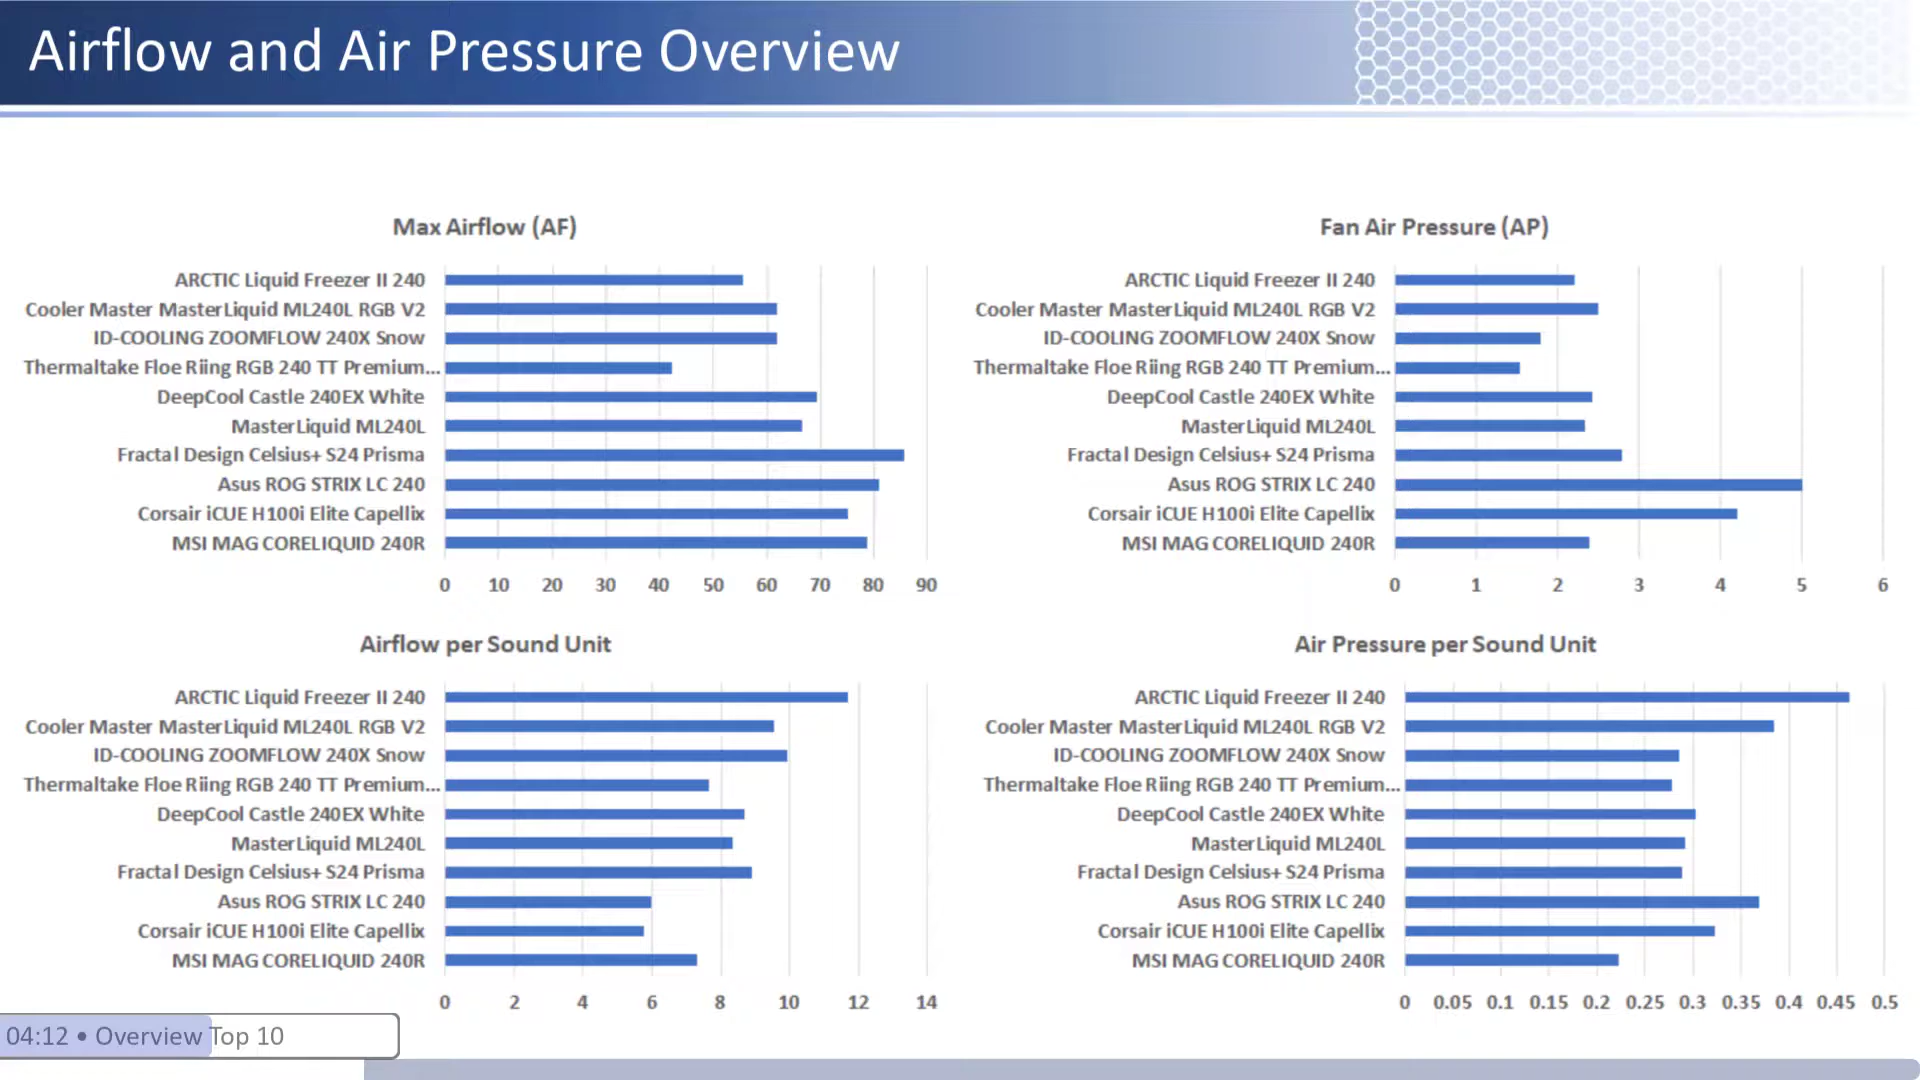 Airflow and Air Pressure Overview
Max Airflow (AF)
ARCTIC Liquid Freezer II 240
Cooler Master MasterLiquid ML240L RGB V2
ID-COOLING ZOOMFLOW 240X Snow
Thermaltake Floe Riing RGB 240 TT Premium...
DeepCool Castle 240EX White
MasterLiquid ML240L
Fractal Design Celsius+ S24 Prisma
Asus ROG STRIX LC 240
Corsair iCUE H100i Elite Capellix
MSI MAG CORELIQUID 240R
0 10 20 30 40 50 60 70 80 90
Fan Air Pressure (AP)
ARCTIC Liquid Freezer II 240
Cooler Master MasterLiquid ML240L RGB V2
ID-COOLING ZOOMFLOW 240X Snow
Thermaltake Floe Riing RGB 240 TT Premium...
DeepCool Castle 240EX White
MasterLiquid ML240L
Fractal Design Celsius+ S24 Prisma
Asus ROG STRIX LC 240
Corsair iCUE H100i Elite Capellix
MSI MAG CORELIQUID 240R
0 1 2 3 4 5 6
Airflow per Sound Unit
ARCTIC Liquid Freezer II 240
Cooler Master MasterLiquid ML240L RGB V2
ID-COOLING ZOOMFLOW 240X Snow
Thermaltake Floe Riing RGB 240 TT Premium...
DeepCool Castle 240EX White
MasterLiquid ML240L
Fractal Design Celsius+ S24 Prisma
Asus ROG STRIX LC 240
Corsair iCUE H100i Elite Capellix
MSI MAG CORELIQUID 240R
0 2 4 6 8 10 12 14
Air Pressure per Sound Unit
ARCTIC Liquid Freezer II 240
Cooler Master MasterLiquid ML240L RGB V2
ID-COOLING ZOOMFLOW 240X Snow
Thermaltake Floe Riing RGB 240 TT Premium...
DeepCool Castle 240EX White
MasterLiquid ML240L
Fractal Design Celsius+ S24 Prisma
Asus ROG STRIX LC 240
Corsair iCUE H100i Elite Capellix
MSI MAG CORELIQUID 240R
0 0.05 0.1 0.15 0.2 0.25 0.3 0.35 0.4 0.45 0.5
04:12 • Overview Top 10